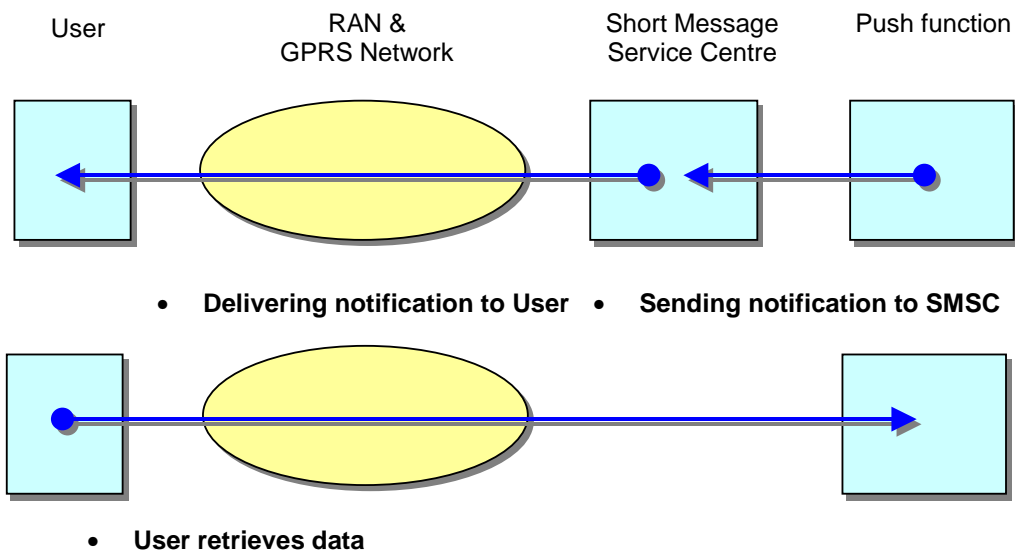 User
RAN &
GPRS Network
Short Message
Service Centre
Push function
• Delivering notification to User
• Sending notification to SMSC
• User retrieves data